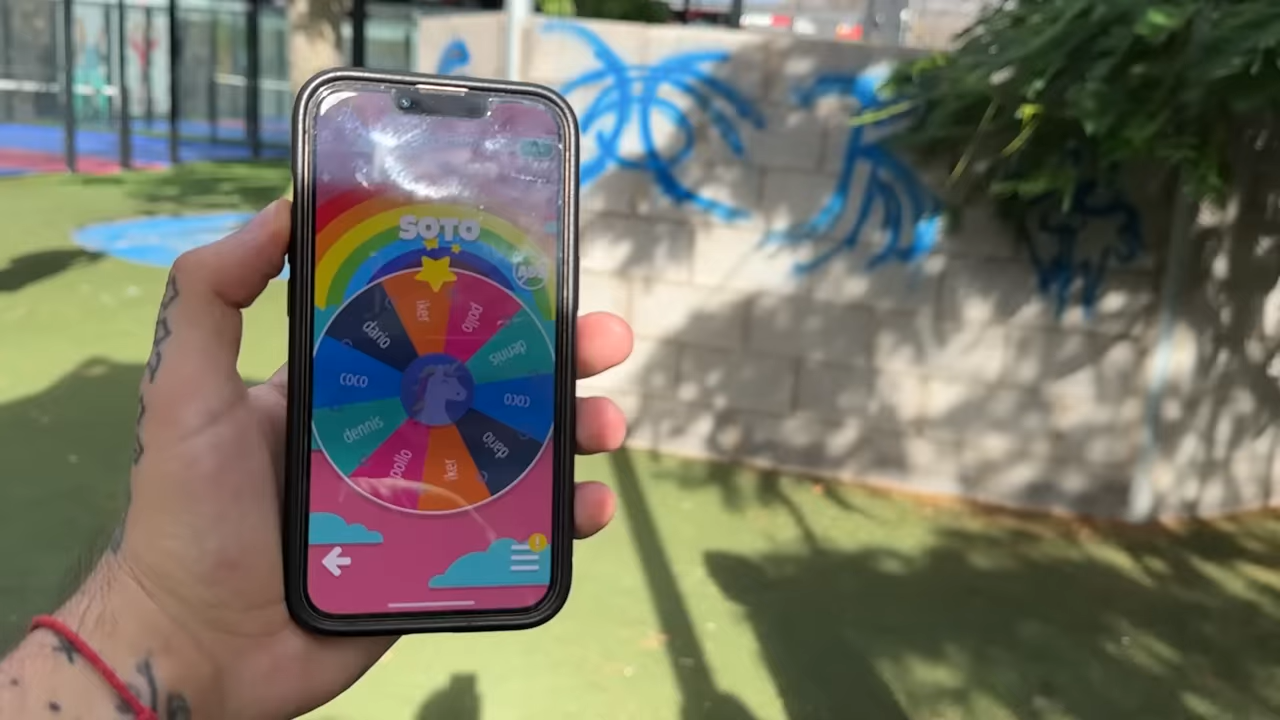 SOTO
iker
pollo
dario
dennis
coco
coco
dennis
dario
pollo
iker